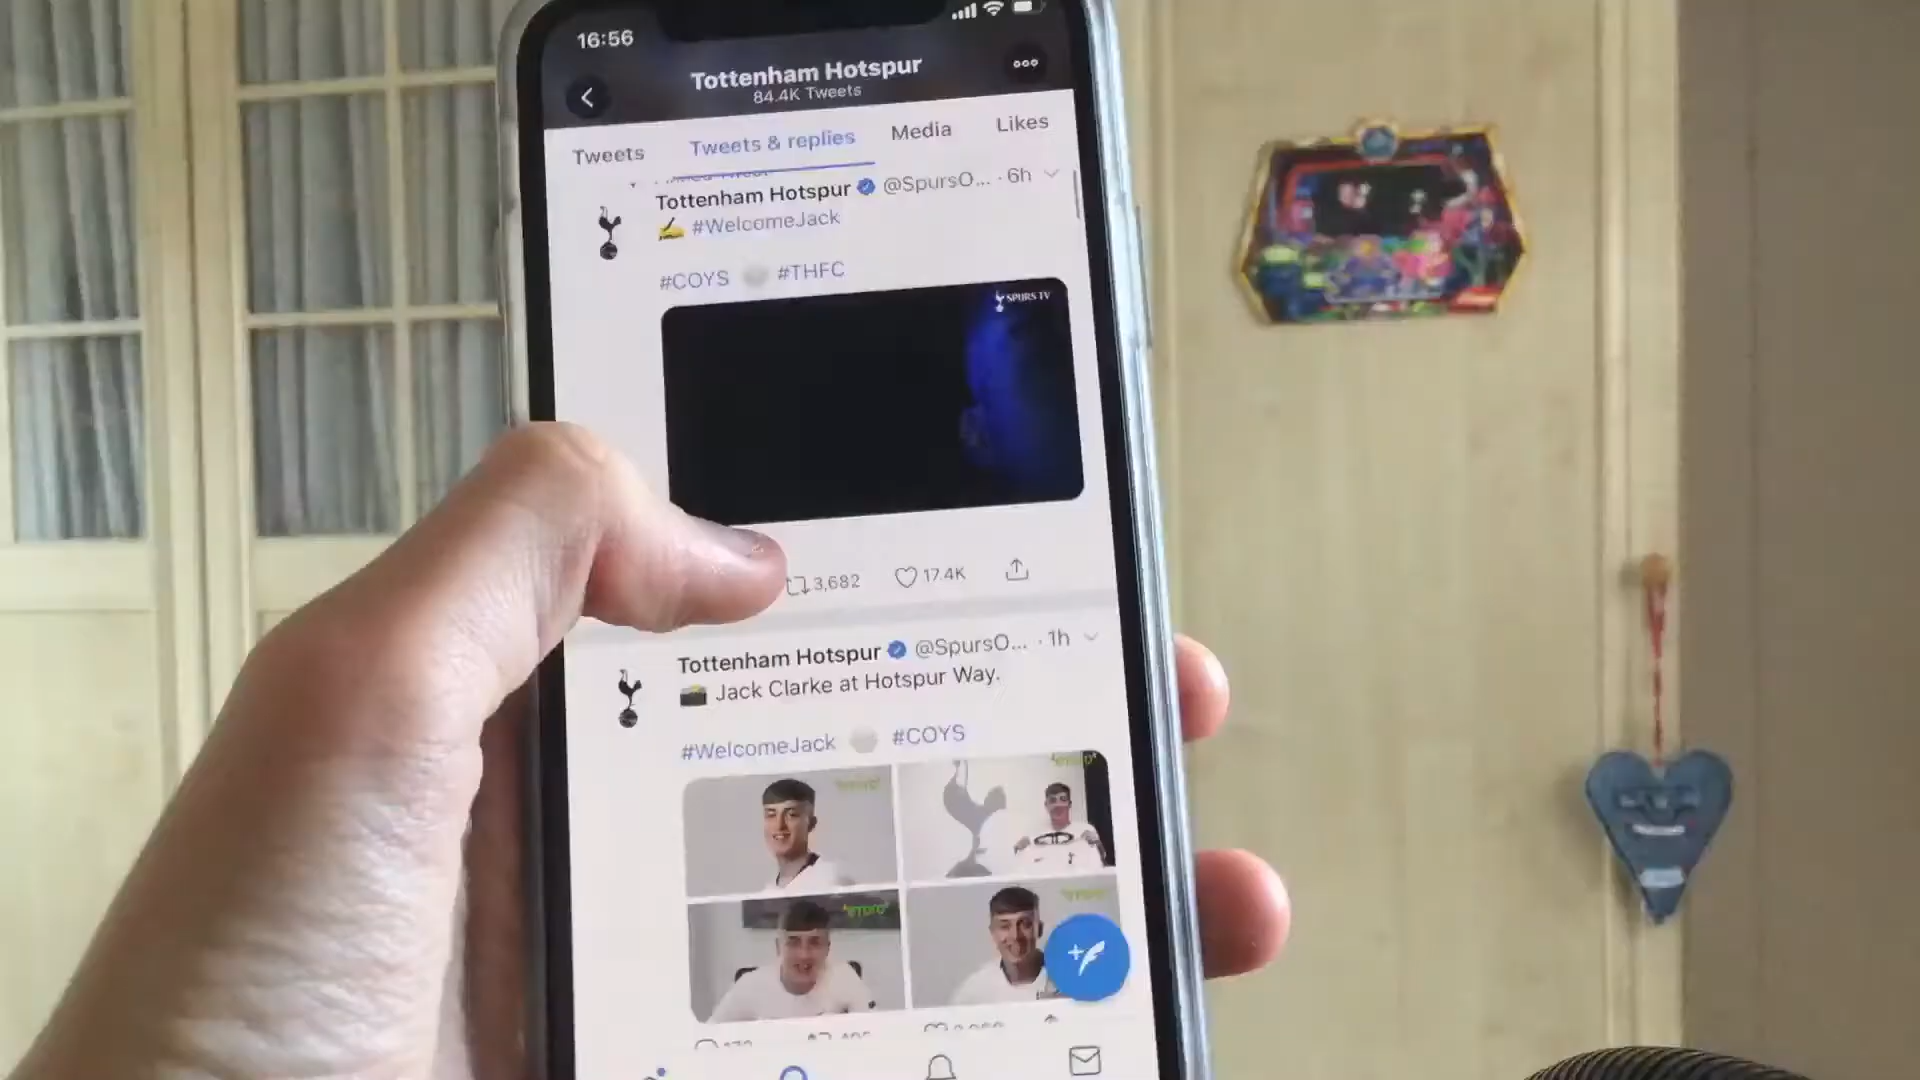 16:56
Tottenham Hotspur
84.4K Tweets
Tweets
Tweets & replies
Media
Likes
Tottenham Hotspur @SpursO... · 6h
#WelcomeJack
#COYS #THFC
SPURS TV
3,682
17.4K
Tottenham Hotspur @SpursO... · 1h
Jack Clarke at Hotspur Way.
#WelcomeJack #COYS